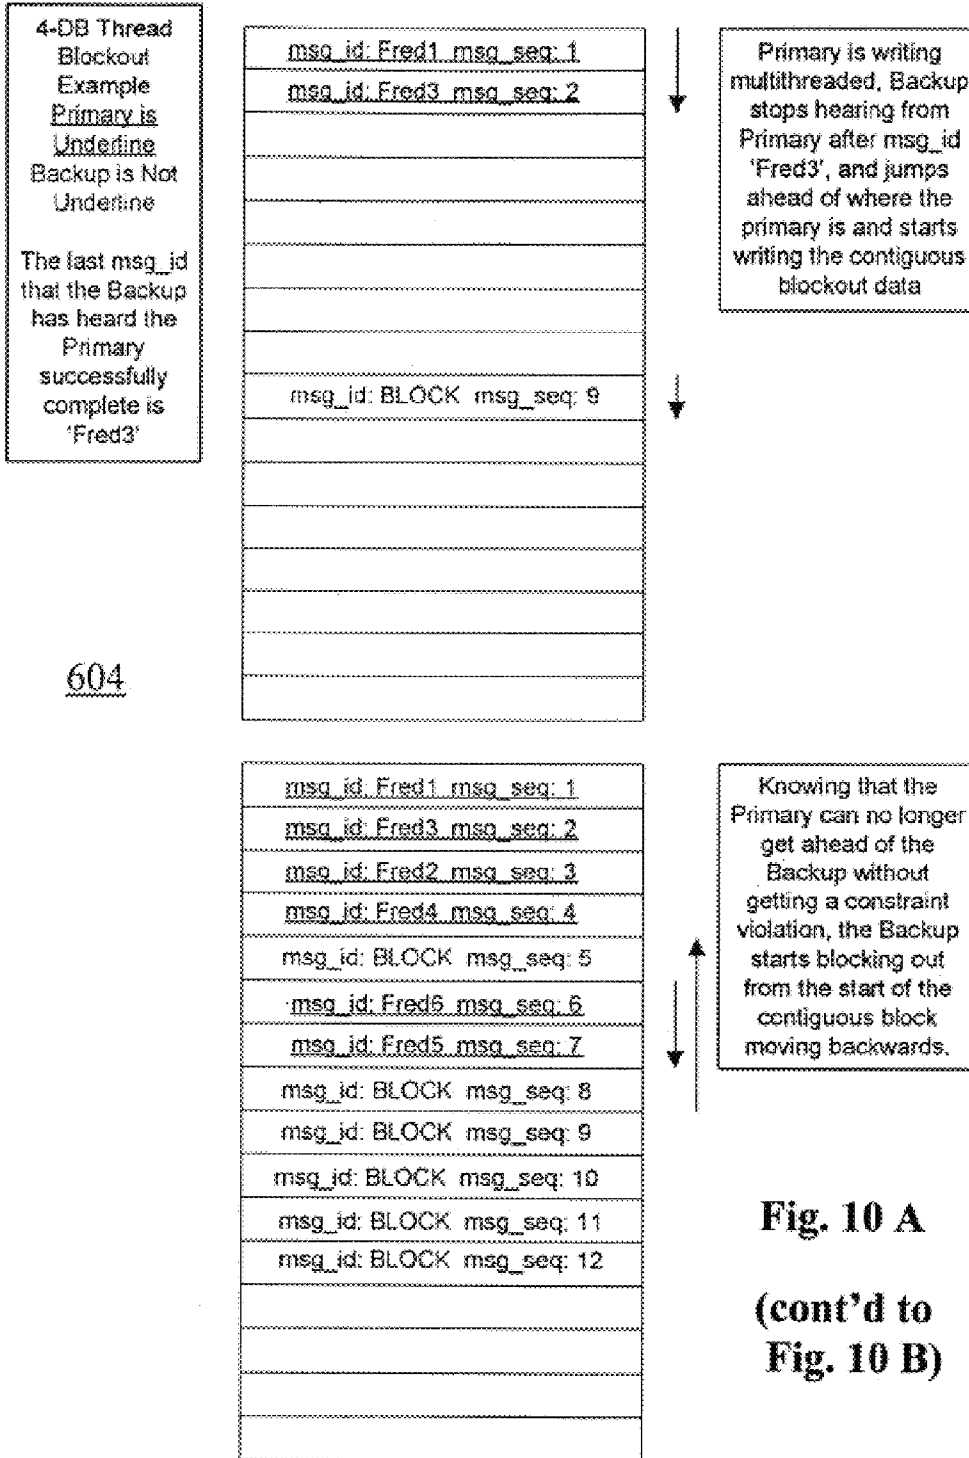 4-DB Thread
Blockout
Example
Primary is
Underline
Backup is Not
Underline
The last msg_id
that the Backup
has heard the
Primary
successfully
complete is
'Fred3'
msg_id: Fred1 msg_seq: 1
msg_id: Fred3 msg_seq: 2
msg_id: BLOCK msg_seq: 9
Primary is writing
multithreaded, Backup
stops hearing from
Primary after msg_id
'Fred3', and jumps
ahead of where the
primary is and starts
writing the contiguous
blockout data
604
msg_id: Fred1 msg_seq: 1
msg_id: Fred3 msg_seq: 2
msg_id: Fred2 msg_seq: 3
msg_id: Fred4 msg_seq: 4
msg_id: BLOCK msg_seq: 5
msg_id: Fred6 msg_seq: 6
msg_id: Fred5 msg_seq: 7
msg_id: BLOCK msg_seq: 8
msg_id: BLOCK msg_seq: 9
msg_id: BLOCK msg_seq: 10
msg_id: BLOCK msg_seq: 11
msg_id: BLOCK msg_seq: 12
Knowing that the
Primary can no longer
get ahead of the
Backup without
getting a constraint
violation, the Backup
starts blocking out
from the start of the
contiguous block
moving backwards.
Fig. 10 A
(cont'd to
Fig. 10 B)